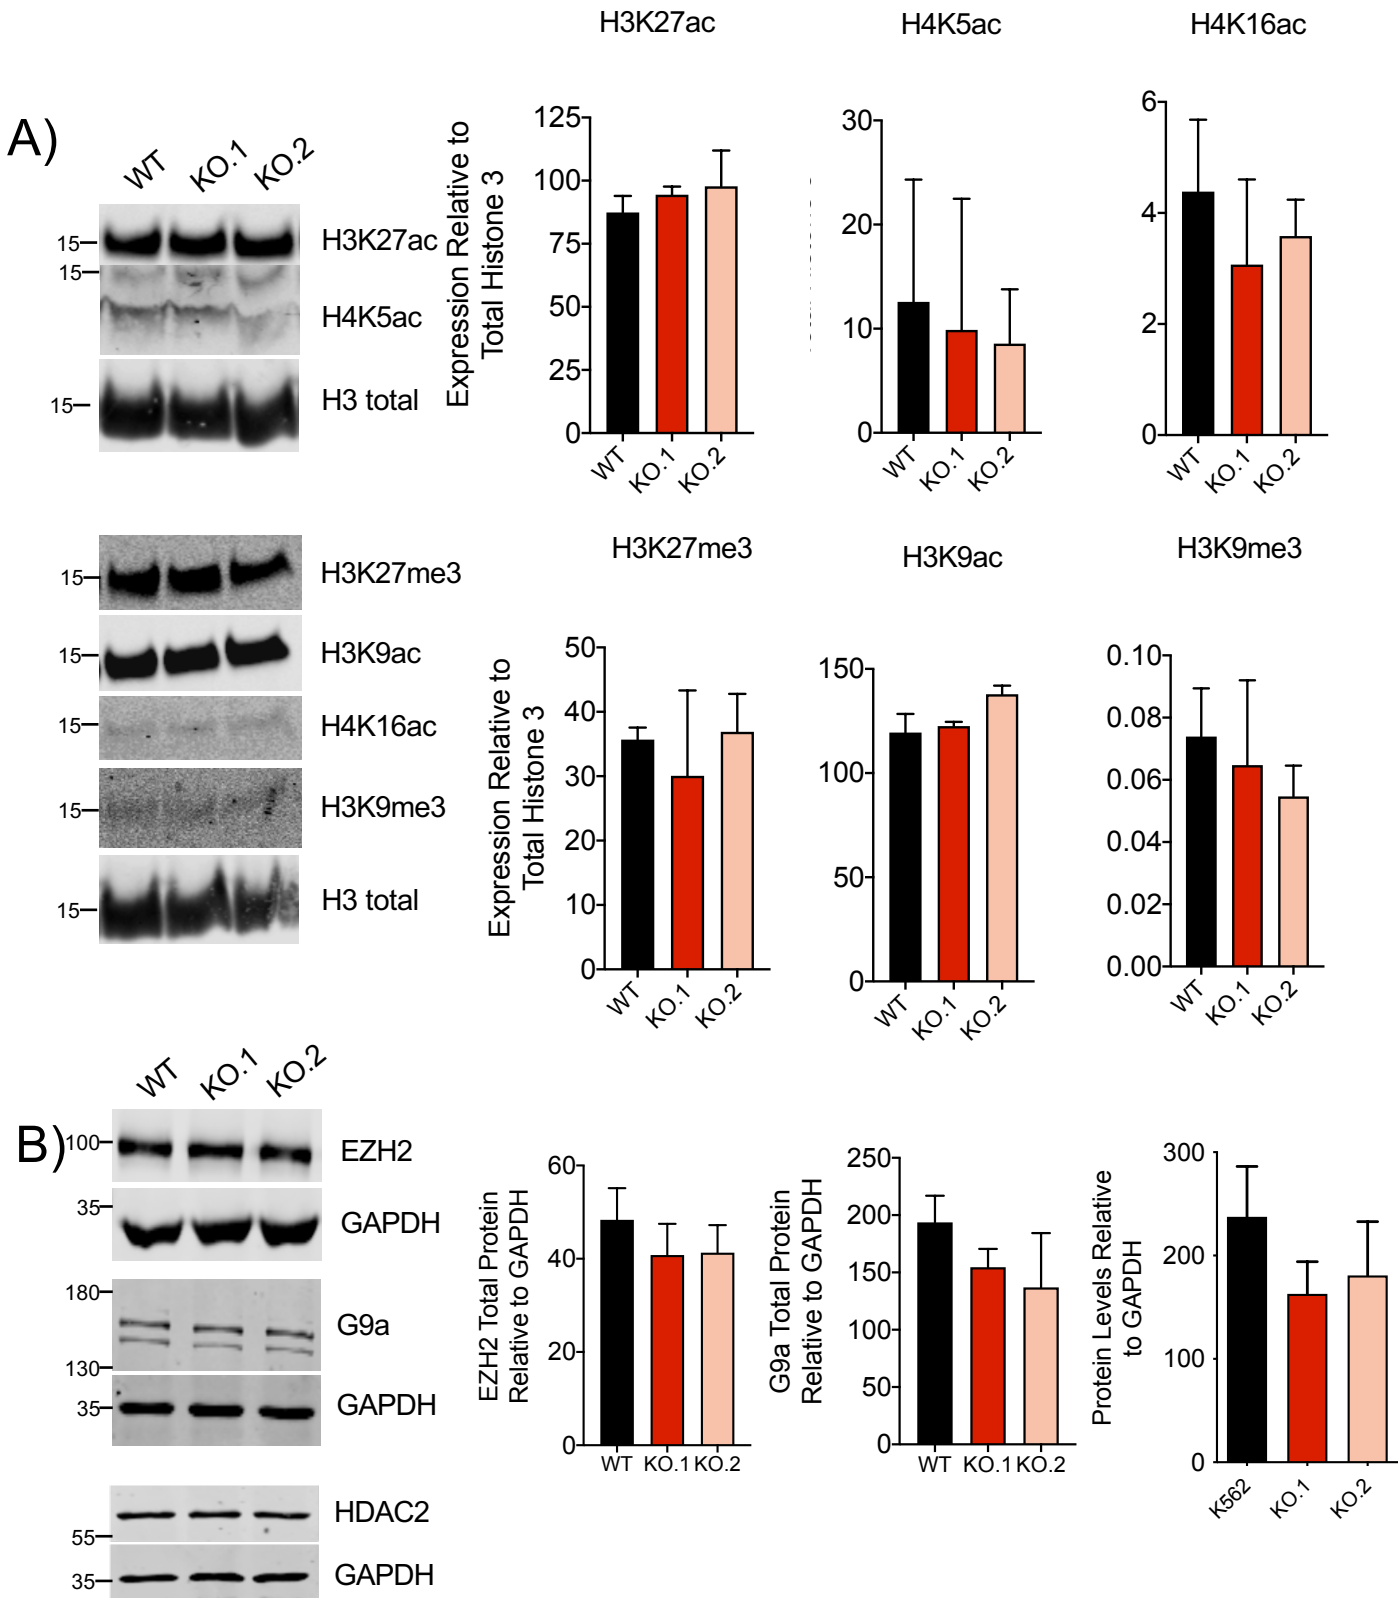 H3K27ac
H4K5ac
H4K16ac
A)
WT
KO.1
KO.2
15
H3K27ac
15
H4K5ac
15
H3 total
Expression Relative to
Total Histone 3
125
100
75
50
25
0
WT
KO.1
KO.2
30
20
10
0
WT
KO.1
KO.2
6
4
2
0
WT
KO.1
KO.2
15
H3K27me3
15
H3K9ac
15
H4K16ac
15
H3K9me3
15
H3 total
H3K27me3
H3K9ac
H3K9me3
Expression Relative to
Total Histone 3
50
40
30
20
10
0
WT
KO.1
KO.2
150
100
50
0
WT
KO.1
KO.2
0.10
0.08
0.06
0.04
0.02
0.00
WT
KO.1
KO.2
B)
WT
KO.1
KO.2
100
EZH2
35
GAPDH
180
G9a
130
35
GAPDH
HDAC2
55
35
GAPDH
EZH2 Total Protein
Relative to GAPDH
60
40
20
0
WT KO.1 KO.2
G9a Total Protein
Relative to GAPDH
250
200
150
100
50
0
WT KO.1 KO.2
Protein Levels Relative
to GAPDH
300
200
100
0
K562
KO.1
KO.2